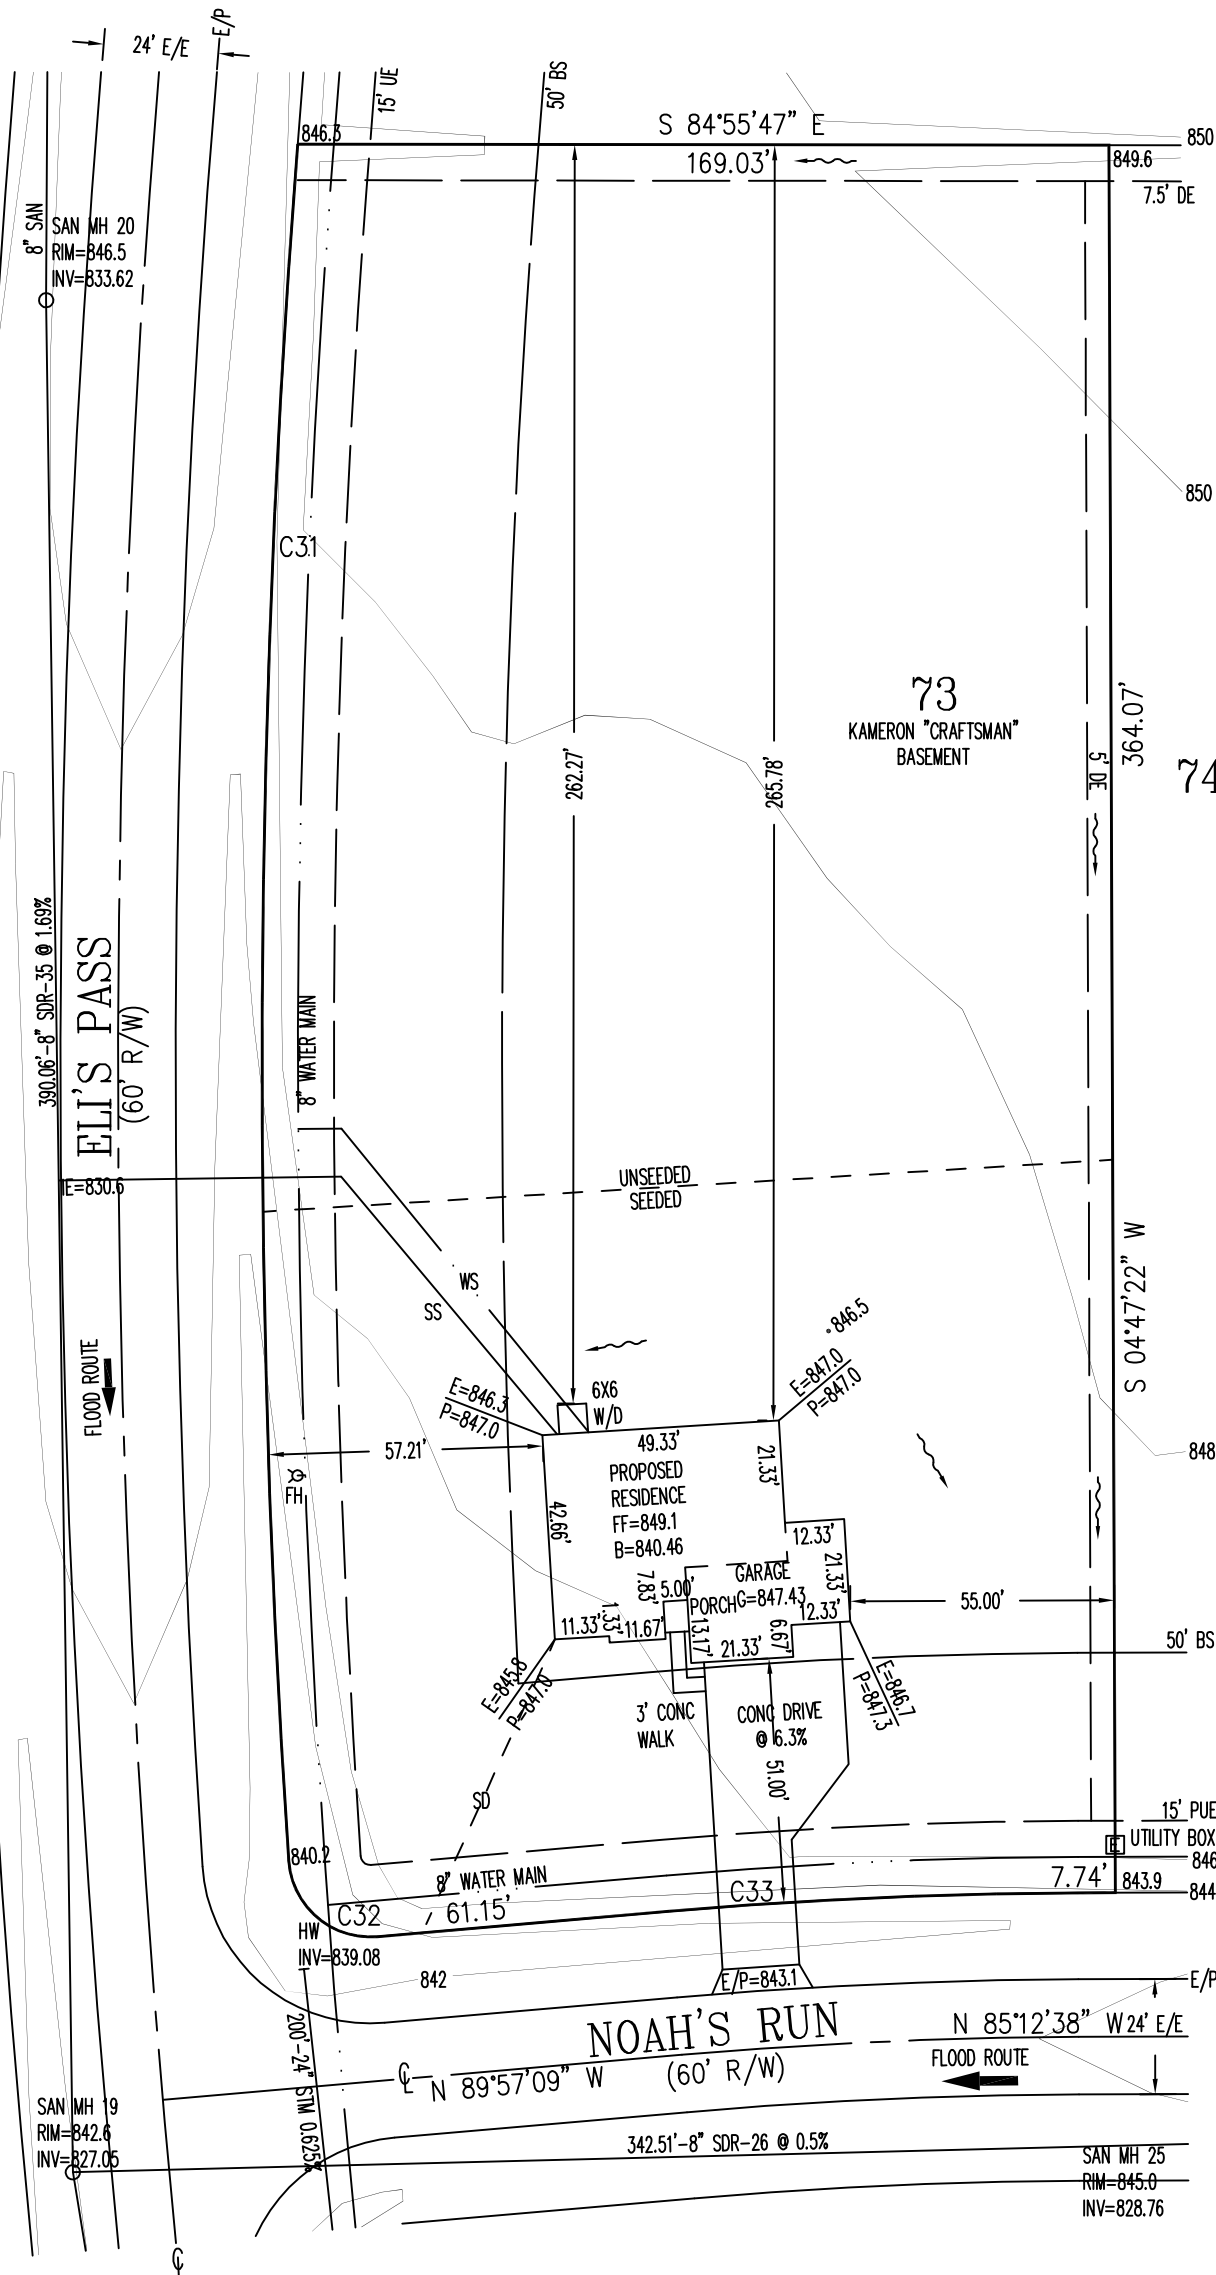 24' E/E
E/P
15' UE
50' BS
S 84°55'47" E
169.03'
846.3
850
849.6
7.5' DE
8" SAN
SAN MH 20
RIM=846.5
INV=833.62
850
C31
73
KAMERON "CRAFTSMAN"
BASEMENT
262.27'
265.78'
5' DE
364.07'
74
390.06'-8" SDR-35 @ 1.69%
ELI'S PASS
(60' R/W)
8" WATER MAIN
IE=830.6
UNSEEDED
SEEDED
S 04°47'22" W
WS
SS
846.5
FLOOD ROUTE
E=846.3
P=847.0
6X6
W/D
E=847.0
P=847.0
57.21'
848
FH
49.33'
21.33'
PROPOSED
RESIDENCE
FF=849.1
B=840.46
42.66'
12.33'
21.33'
GARAGE
G=847.43
7.83'
5.00'
PORCH
12.33'
55.00'
11.33'
1.33'
11.67'
13.17'
21.33'
6.67'
50' BS
E=845.8
P=847.0
E=846.7
P=847.3
3' CONC
WALK
CONC DRIVE
@ 6.3%
51.00'
SD
15' PUE
E
UTILITY BOX
846
840.2
8" WATER MAIN
7.74'
843.9
844
C32
61.15'
C33
HW
INV=839.08
842
E/P=843.1
E/P
NOAH'S RUN
(60' R/W)
N 85°12'38" W
24' E/E
FLOOD ROUTE
℄
N 89°57'09" W
200'-24" STM 0.625%
SAN MH 19
RIM=842.6
INV=827.05
342.51'-8" SDR-26 @ 0.5%
SAN MH 25
RIM=845.0
INV=828.76
℄